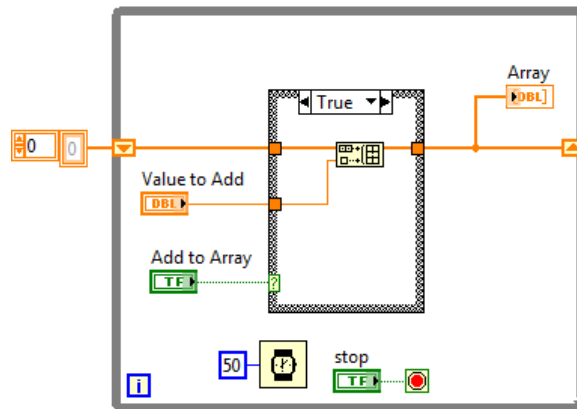 Array
DBL]
True
0 0
Value to Add
DBL
Add to Array
TF
?
50
stop
TF
i